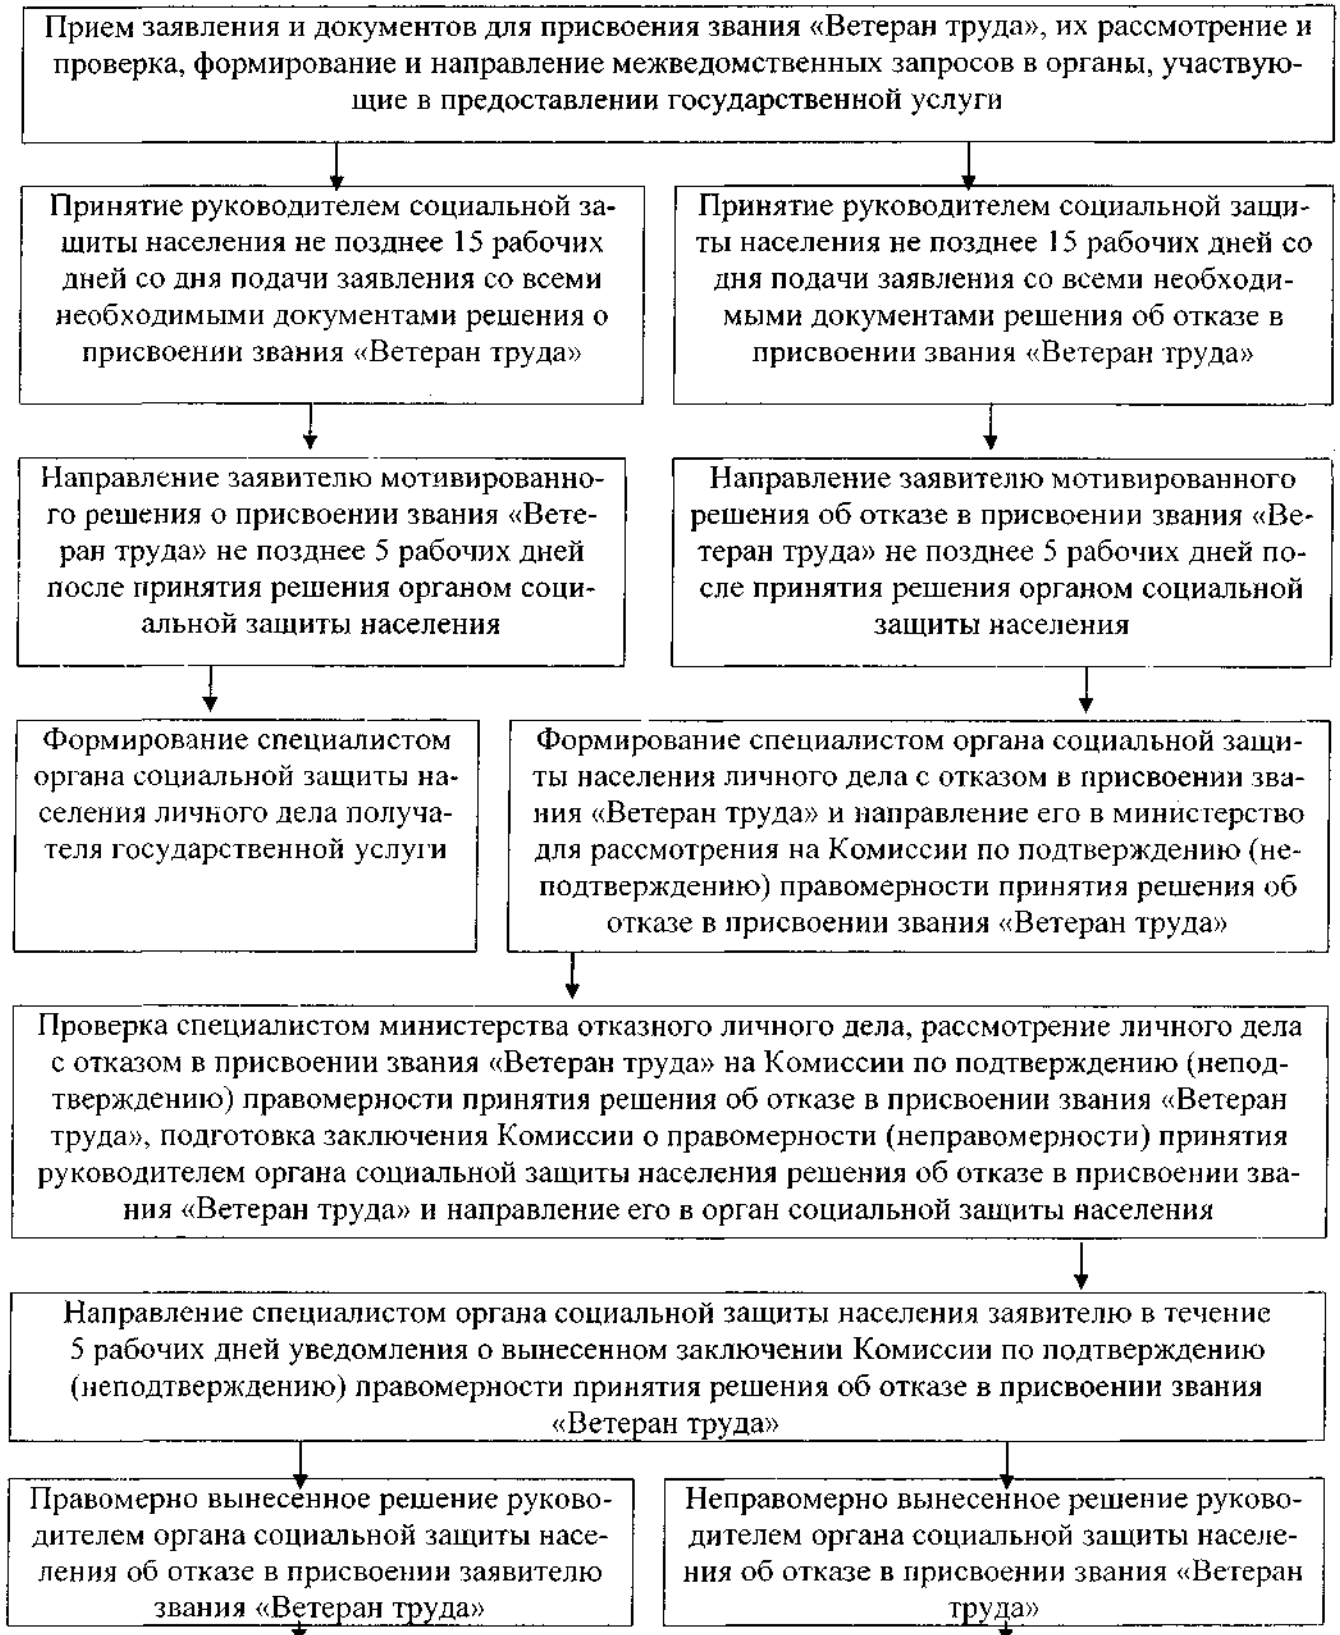 Прием заявления и документов для присвоения звания «Ветеран труда», их рассмотрение и
проверка, формирование и направление межведомственных запросов в органы, участвую-
щие в предоставлении государственной услуги
Принятие руководителем социальной за-
щиты населения не позднее 15 рабочих
дней со дня подачи заявления со всеми
необходимыми документами решения о
присвоении звания «Ветеран труда»
Принятие руководителем социальной защи-
ты населения не позднее 15 рабочих дней со
дня подачи заявления со всеми необходи-
мыми документами решения об отказе в
присвоении звания «Ветеран труда»
Направление заявителю мотивированно-
го решения о присвоении звания «Вете-
ран труда» не позднее 5 рабочих дней
после принятия решения органом соци-
альной защиты населения
Направление заявителю мотивированного
решения об отказе в присвоении звания «Ве-
теран труда» не позднее 5 рабочих дней по-
сле принятия решения органом социальной
защиты населения
Формирование специалистом
органа социальной защиты на-
селения личного дела получа-
теля государственной услуги
Формирование специалистом органа социальной защи-
ты населения личного дела с отказом в присвоении зва-
ния «Ветеран труда» и направление его в министерство
для рассмотрения на Комиссии по подтверждению (не-
подтверждению) правомерности принятия решения об
отказе в присвоении звания «Ветеран труда»
Проверка специалистом министерства отказного личного дела, рассмотрение личного дела
с отказом в присвоении звания «Ветеран труда» на Комиссии по подтверждению (непод-
тверждению) правомерности принятия решения об отказе в присвоении звания «Ветеран
труда», подготовка заключения Комиссии о правомерности (неправомерности) принятия
руководителем органа социальной защиты населения решения об отказе в присвоении зва-
ния «Ветеран труда» и направление его в орган социальной защиты населения
Направление специалистом органа социальной защиты населения заявителю в течение
5 рабочих дней уведомления о вынесенном заключении Комиссии по подтверждению
(неподтверждению) правомерности принятия решения об отказе в присвоении звания
«Ветеран труда»
Правомерно вынесенное решение руково-
дителем органа социальной защиты насе-
ления об отказе в присвоении заявителю
звания «Ветеран труда»
Неправомерно вынесенное решение руково-
дителем органа социальной защиты населе-
ния об отказе в присвоении звания «Ветеран
труда»